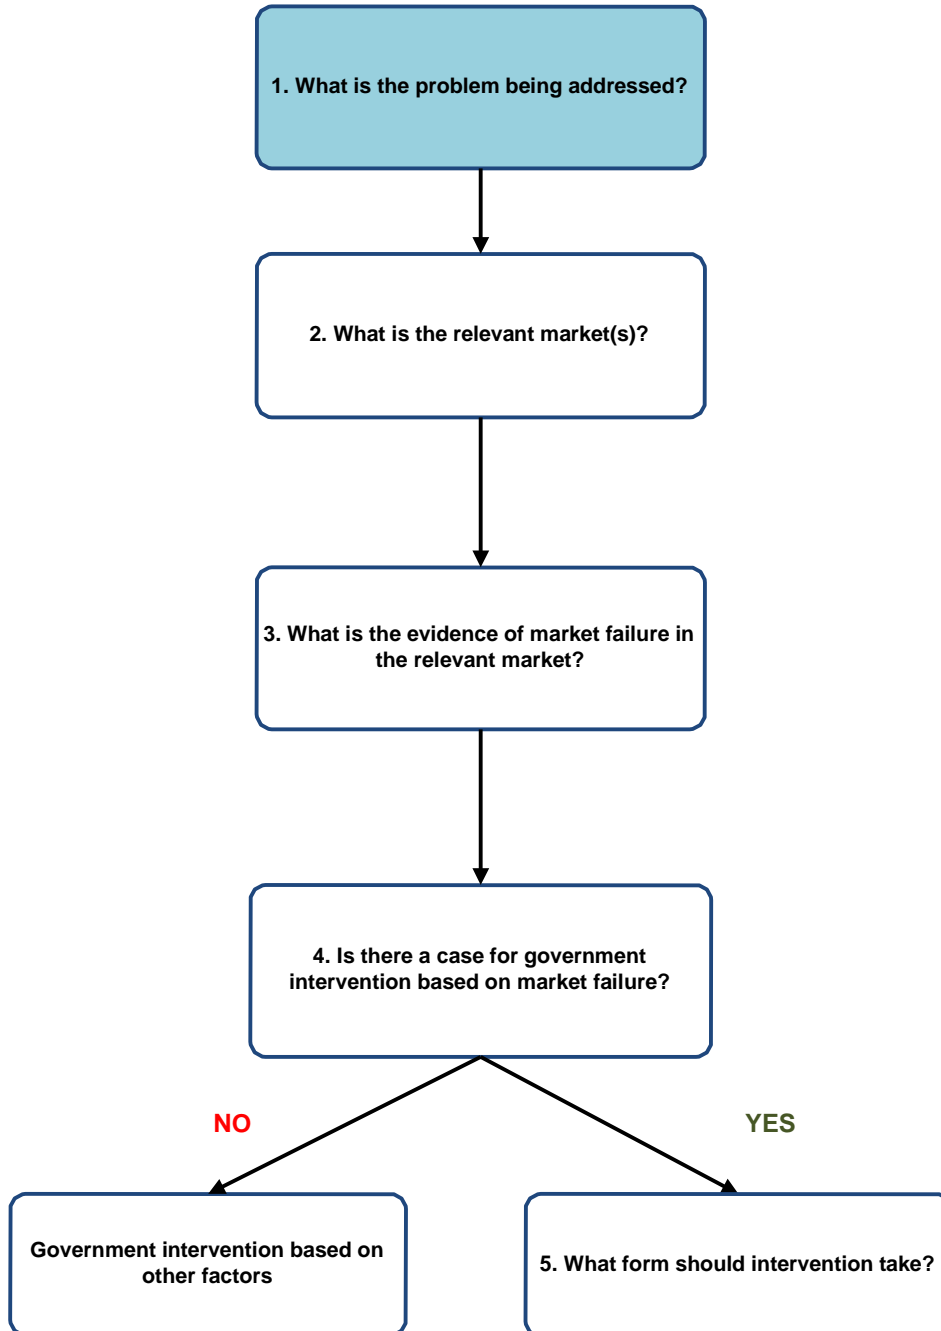 1. What is the problem being addressed?
2. What is the relevant market(s)?
3. What is the evidence of market failure in
the relevant market?
4. Is there a case for government
intervention based on market failure?
NO
YES
Government intervention based on
other factors
5. What form should intervention take?